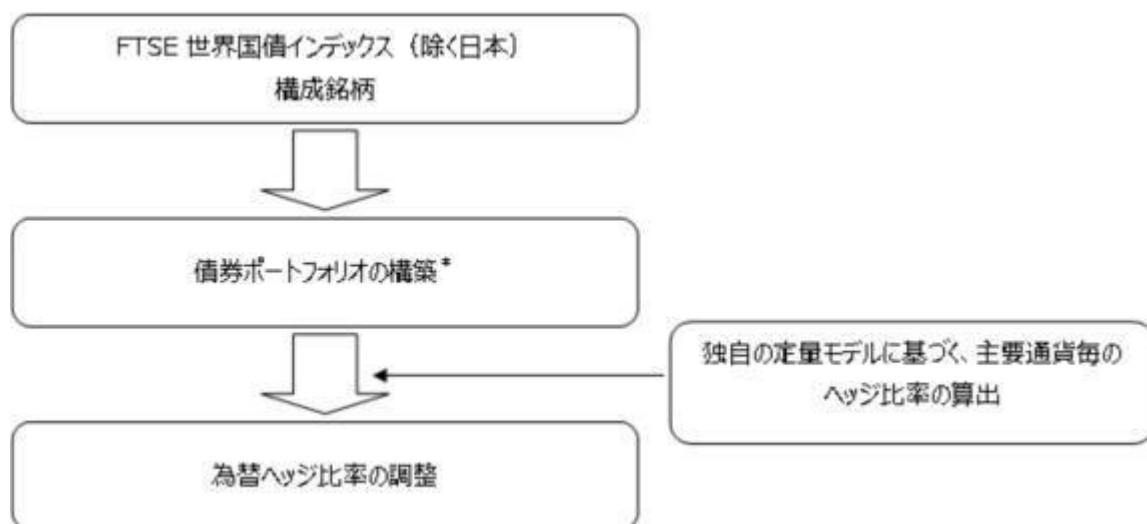 FTSE 世界国債インデックス（除く日本）
構成銘柄
債券ポートフォリオの構築*
独自の定量モデルに基づく、主要通貨毎の
ヘッジ比率の算出
為替ヘッジ比率の調整